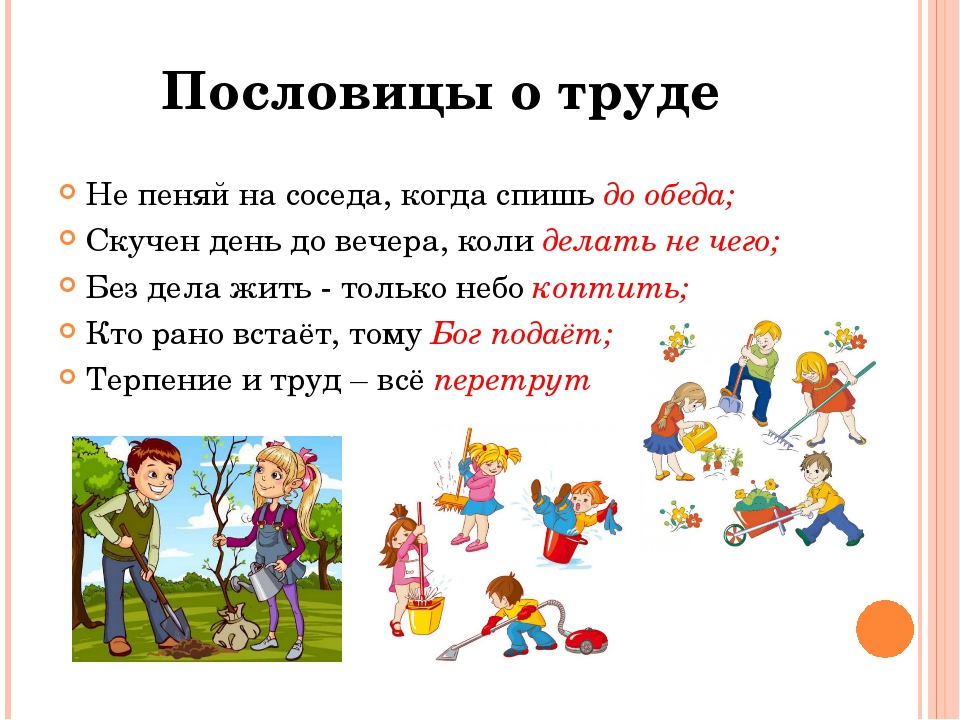 Пословицы о труде
Не пеняй на соседа, когда спишь до обеда;
Скучен день до вечера, коли делать не чего;
Без дела жить - только небо коптить;
Кто рано встаёт, тому Бог подаёт;
Терпение и труд – всё перетрут